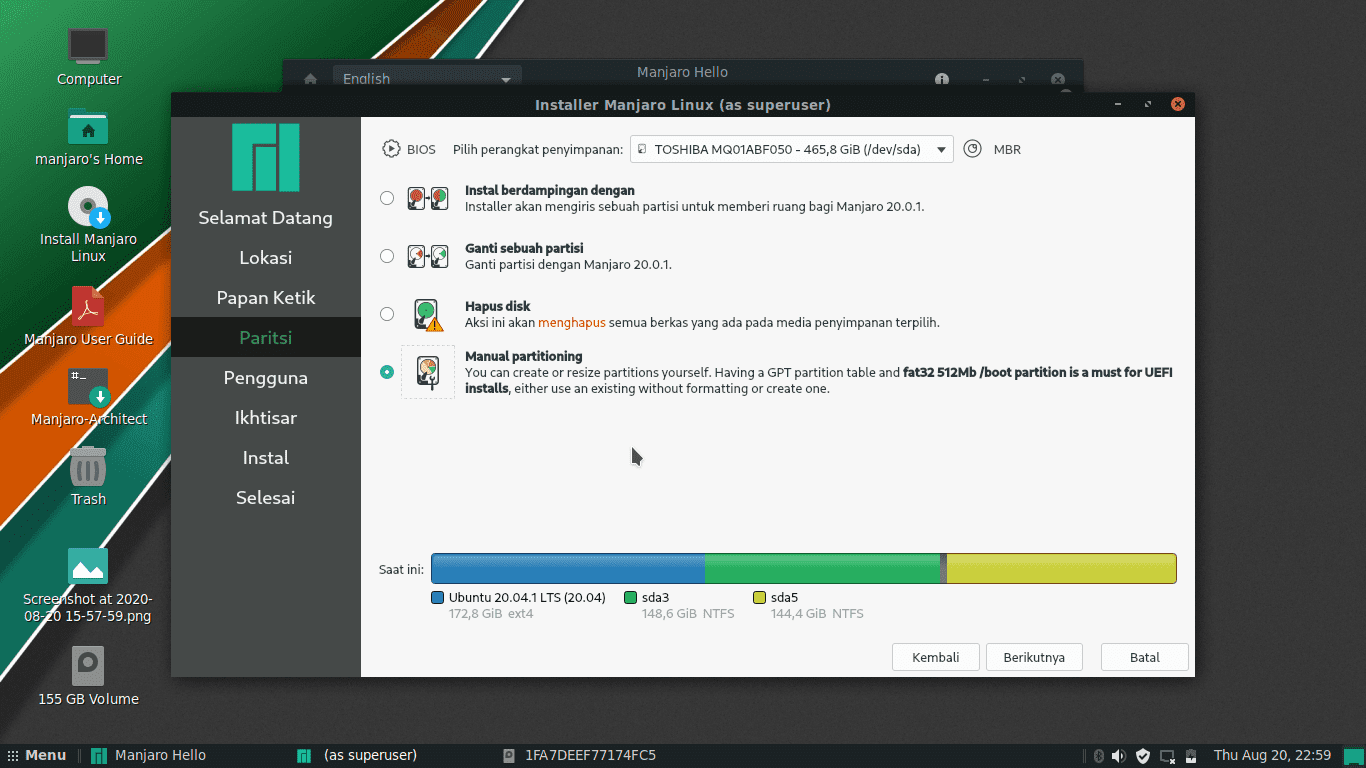 Computer
manjaro's Home
Install Manjaro
Linux
Manjaro User Guide
#_
Manjaro-Architect
Trash
Screenshot at 2020-
08-20 15-57-59.png
155 GB Volume
English
Manjaro Hello
Installer Manjaro Linux (as superuser)
Selamat Datang
Lokasi
Papan Ketik
Paritsi
Pengguna
Ikhtisar
Instal
Selesai
BIOS Pilih perangkat penyimpanan: TOSHIBA MQ01ABF050 - 465,8 GiB (/dev/sda) MBR
Instal berdampingan dengan
Installer akan mengiris sebuah partisi untuk memberi ruang bagi Manjaro 20.0.1.
Ganti sebuah partisi
Ganti partisi dengan Manjaro 20.0.1.
Hapus disk
Aksi ini akan menghapus semua berkas yang ada pada media penyimpanan terpilih.
Manual partitioning
You can create or resize partitions yourself. Having a GPT partition table and fat32 512Mb /boot partition is a must for UEFI
installs, either use an existing without formatting or create one.
Saat ini:
Ubuntu 20.04.1 LTS (20.04) sda3 sda5
172,8 GiB ext4 148,6 GiB NTFS 144,4 GiB NTFS
Kembali Berikutnya Batal
Menu Manjaro Hello (as superuser) 1FA7DEEF77174FC5 Thu Aug 20, 22:59